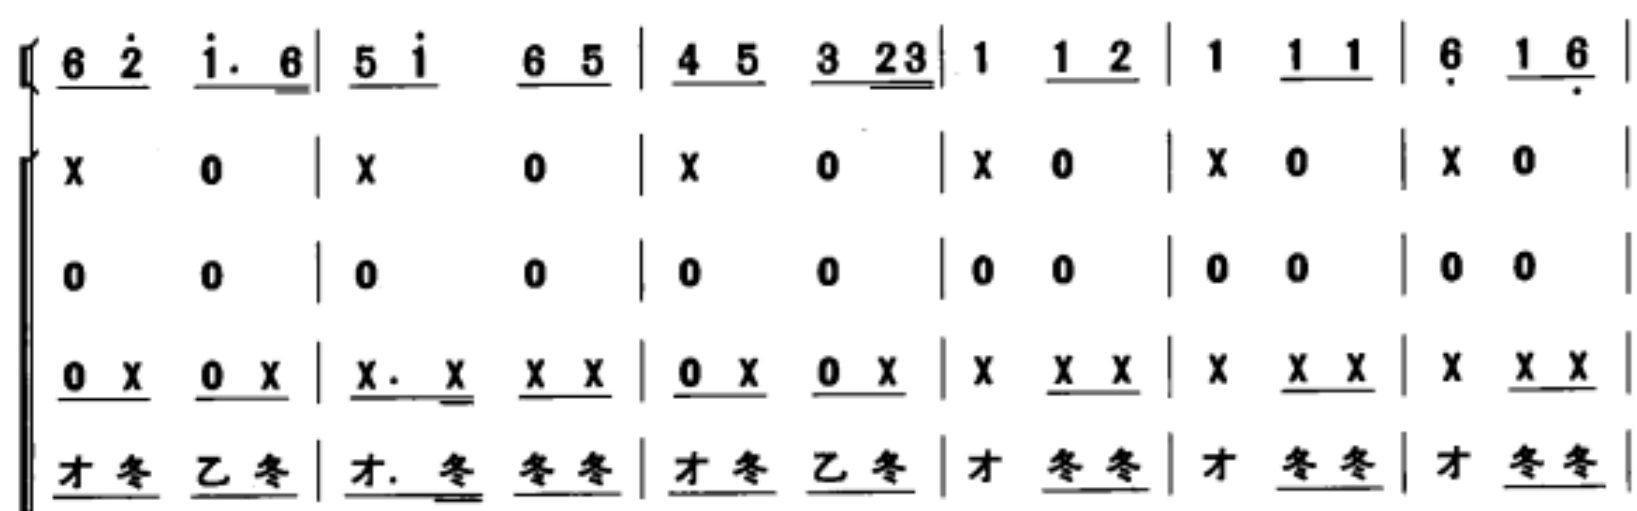 6 2̇ 1̇. 6 | 5 1̇ 6 5 | 4 5 3 23 | 1 1 2 | 1 1 1 | 6̣ 1 6̣ |
X 0 | X 0 | X 0 | X 0 | X 0 | X 0 |
0 0 | 0 0 | 0 0 | 0 0 | 0 0 | 0 0 |
0 X 0 X | X. X X X | 0 X 0 X | X X X | X X X | X X X |
才 冬 乙 冬 | 才. 冬 冬 冬 | 才 冬 乙 冬 | 才 冬 冬 | 才 冬 冬 | 才 冬 冬 |